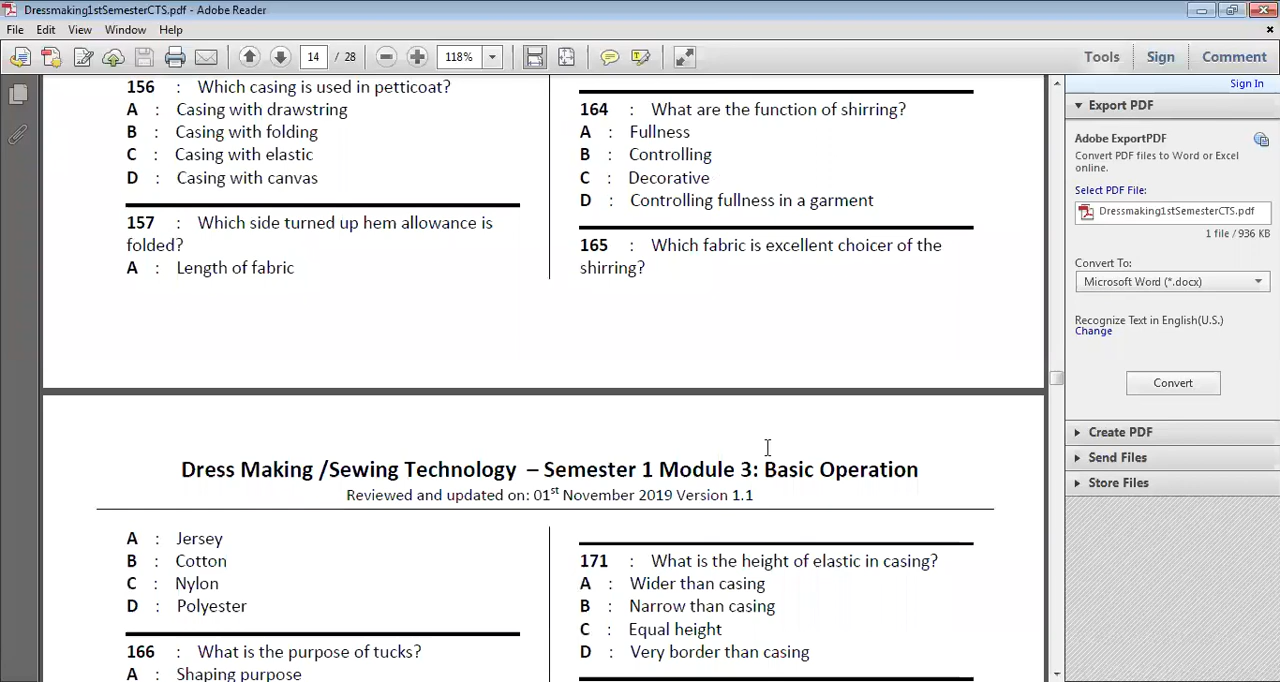 Dressmaking1stSemesterCTS.pdf - Adobe Reader
File Edit View Window Help
14 / 28 118% Tools Sign Comment
156 : Which casing is used in petticoat?
A : Casing with drawstring
B : Casing with folding
C : Casing with elastic
D : Casing with canvas
157 : Which side turned up hem allowance is
folded?
A : Length of fabric
164 : What are the function of shirring?
A : Fullness
B : Controlling
C : Decorative
D : Controlling fullness in a garment
165 : Which fabric is excellent choicer of the
shirring?
Dress Making /Sewing Technology – Semester 1 Module 3: Basic Operation
Reviewed and updated on: 01st November 2019 Version 1.1
A : Jersey
B : Cotton
C : Nylon
D : Polyester
166 : What is the purpose of tucks?
A : Shaping purpose
171 : What is the height of elastic in casing?
A : Wider than casing
B : Narrow than casing
C : Equal height
D : Very border than casing
Sign In
Export PDF
Adobe ExportPDF
Convert PDF files to Word or Excel
online.
Select PDF File:
Dressmaking1stSemesterCTS.pdf
1 file / 936 KB
Convert To:
Microsoft Word (*.docx)
Recognize Text in English(U.S.)
Change
Convert
Create PDF
Send Files
Store Files